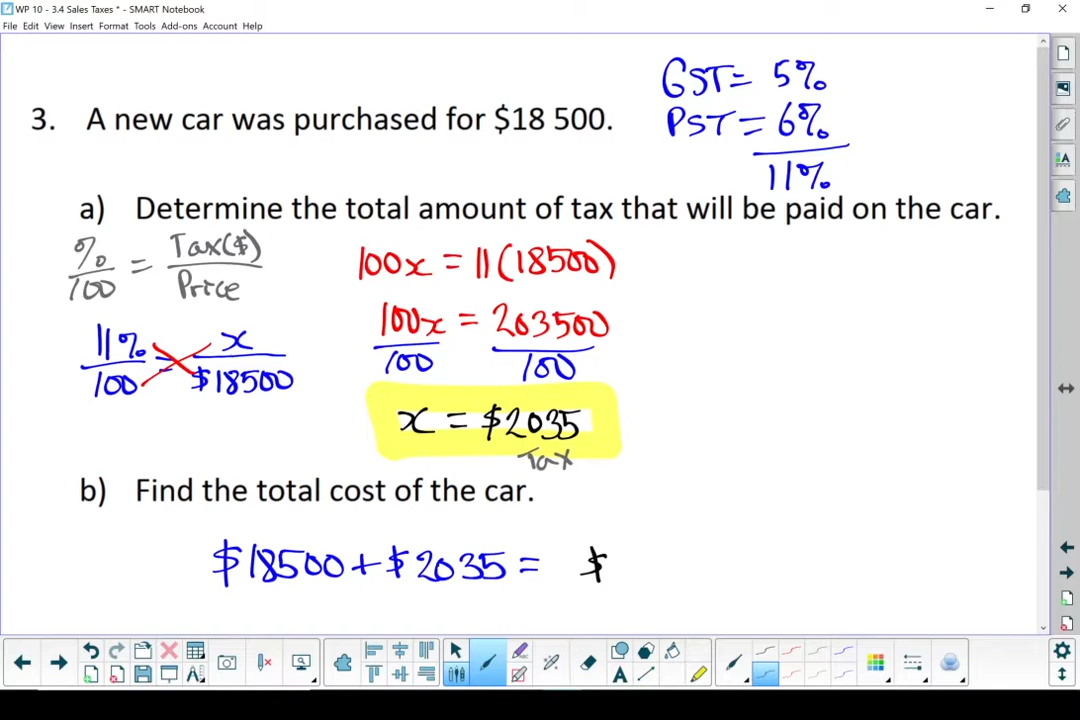 WP 10 - 3.4 Sales Taxes * - SMART Notebook
File Edit View Insert Format Tools Add-ons Account Help
GST = 5%
PST = 6%
11%
3. A new car was purchased for $18 500.
a) Determine the total amount of tax that will be paid on the car.
%/100 = Tax($)/Price
11%/100 = x/$18500
100x = 11(18500)
100x/100 = 203500/100
x = $2035
Tax
b) Find the total cost of the car.
$18500 + $2035 = $